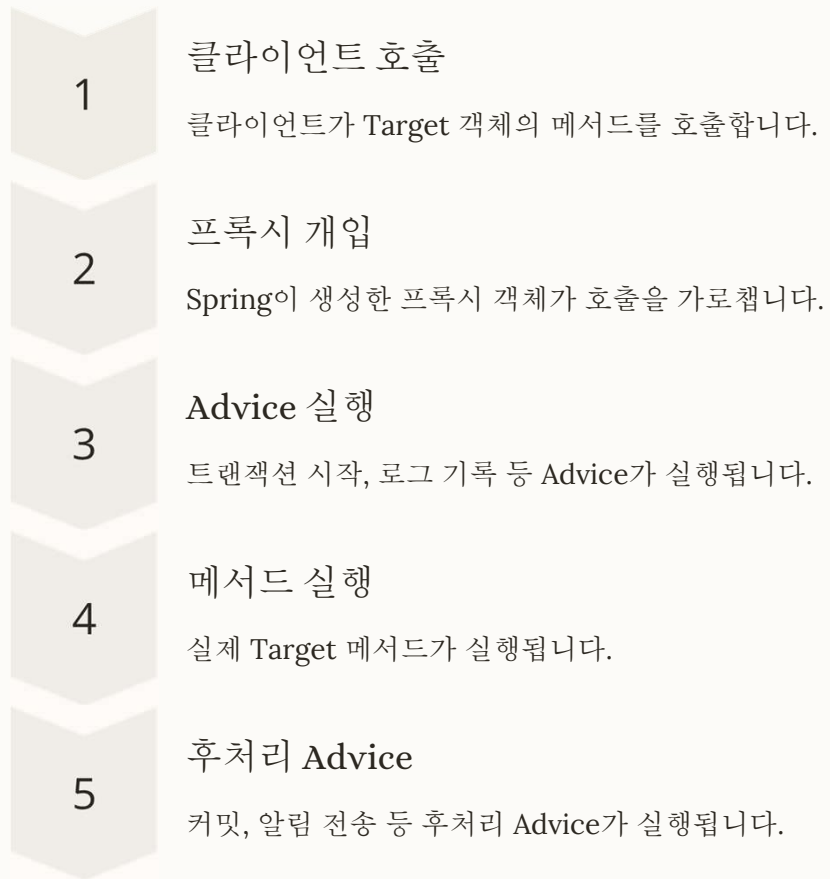 1
클라이언트 호출
클라이언트가 Target 객체의 메서드를 호출합니다.
2
프록시 개입
Spring이 생성한 프록시 객체가 호출을 가로챕니다.
3
Advice 실행
트랜잭션 시작, 로그 기록 등 Advice가 실행됩니다.
4
메서드 실행
실제 Target 메서드가 실행됩니다.
5
후처리 Advice
커밋, 알림 전송 등 후처리 Advice가 실행됩니다.